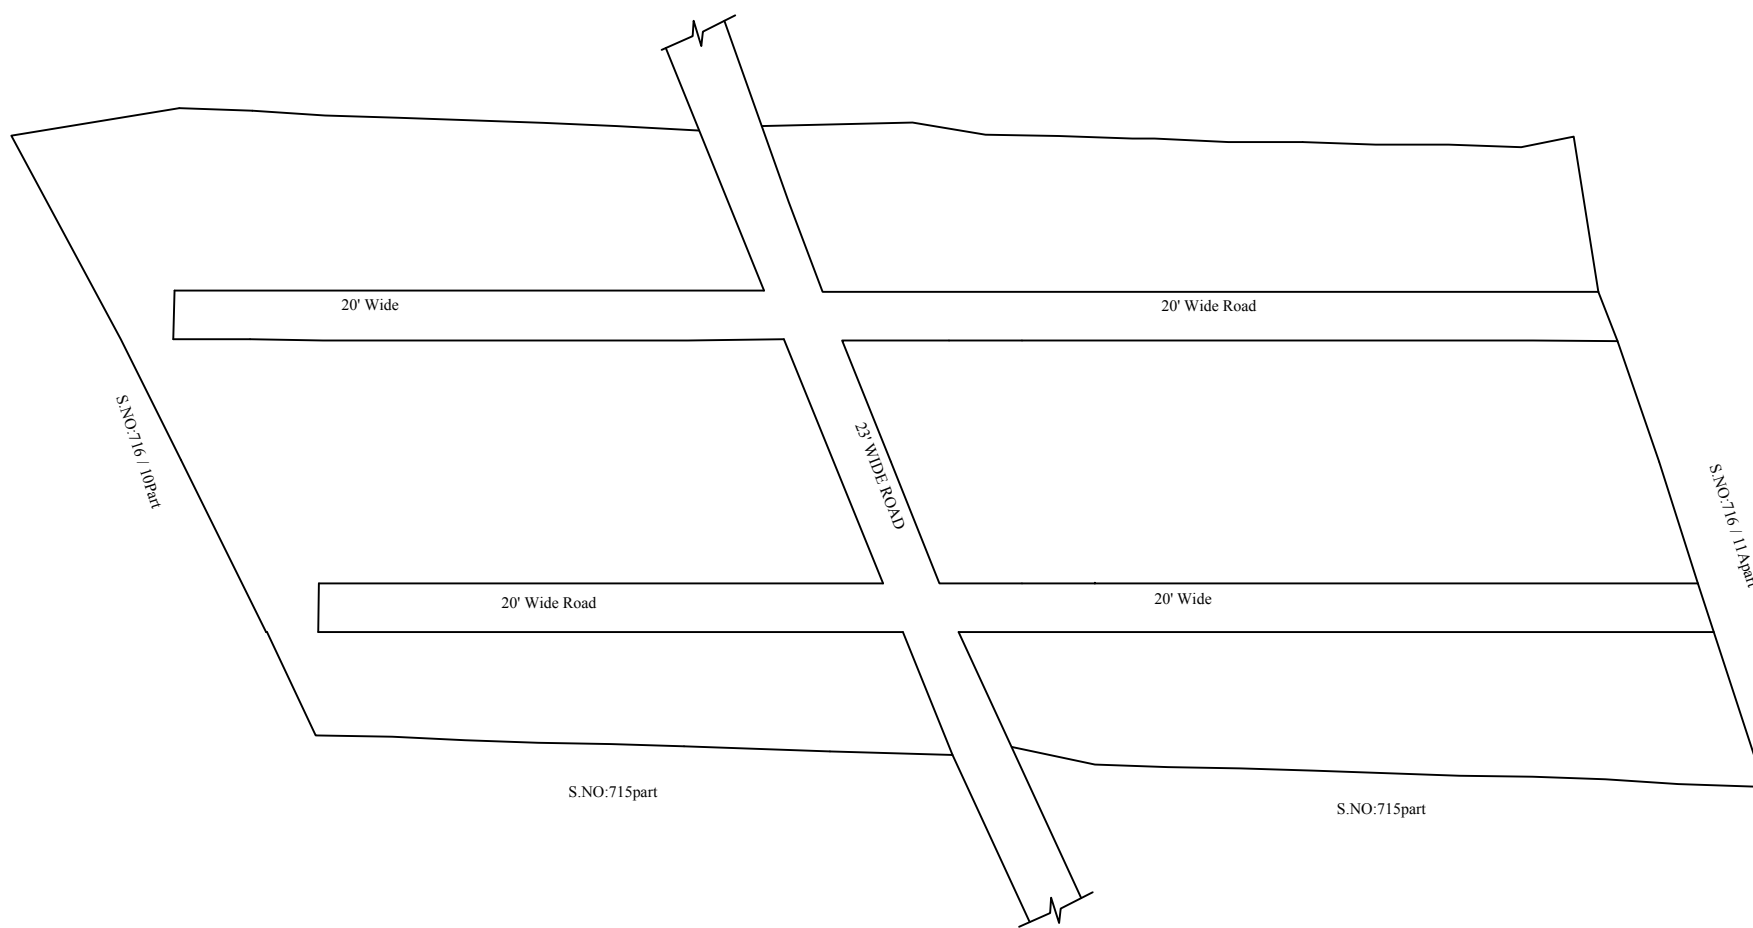 20' Wide
20' Wide Road
S.NO:716 / 10Part
23' WIDE ROAD
S.NO:716 / 11Apart
20' Wide Road
20' Wide
S.NO:715part
S.NO:715part